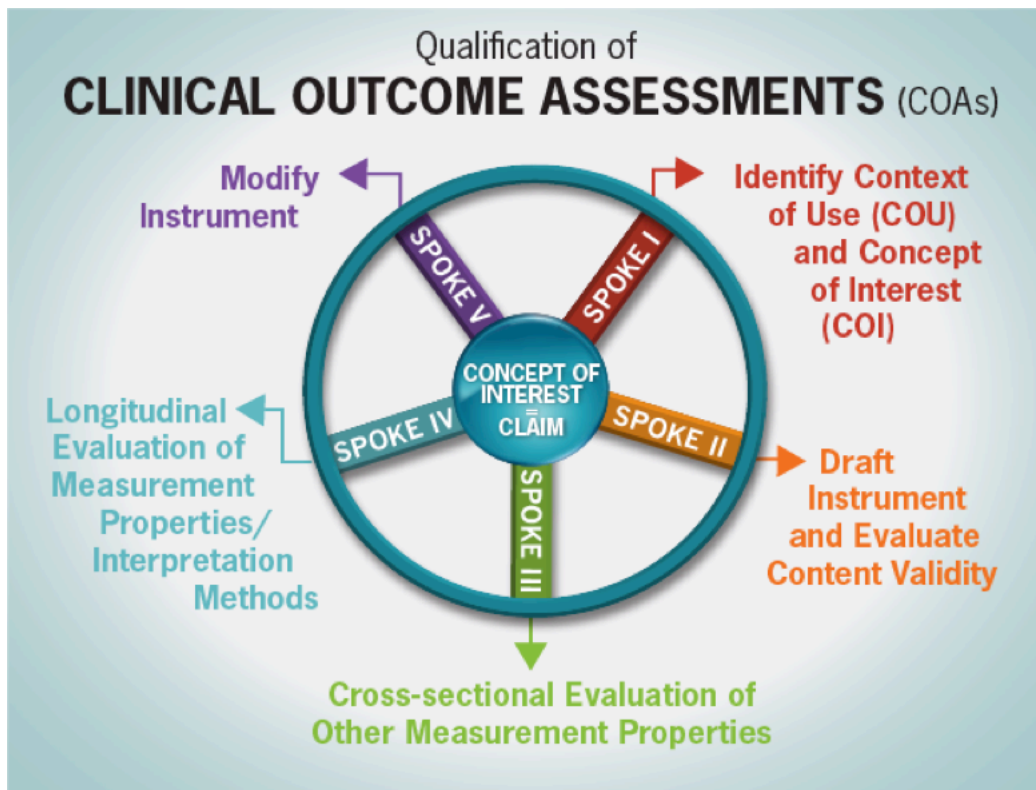 Qualification of
CLINICAL OUTCOME ASSESSMENTS (COAs)
Modify
Instrument
Identify Context
of Use (COU)
and Concept
of Interest
(COI)
SPOKE V
SPOKE I
CONCEPT OF
INTEREST
=
CLAIM
SPOKE IV
SPOKE II
SPOKE III
Longitudinal
Evaluation of
Measurement
Properties/
Interpretation
Methods
Draft
Instrument
and Evaluate
Content Validity
Cross-sectional Evaluation of
Other Measurement Properties